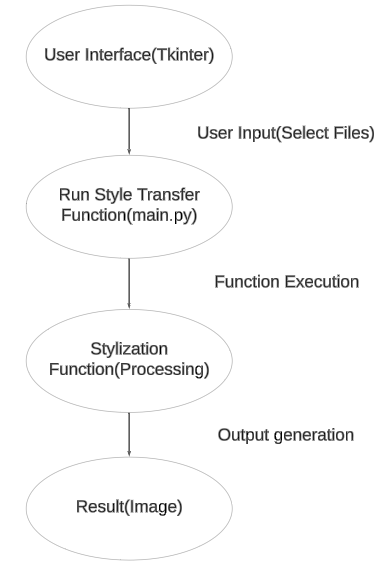 User Interface(Tkinter)
User Input(Select Files)
Run Style Transfer
Function(main.py)
Function Execution
Stylization
Function(Processing)
Output generation
Result(Image)